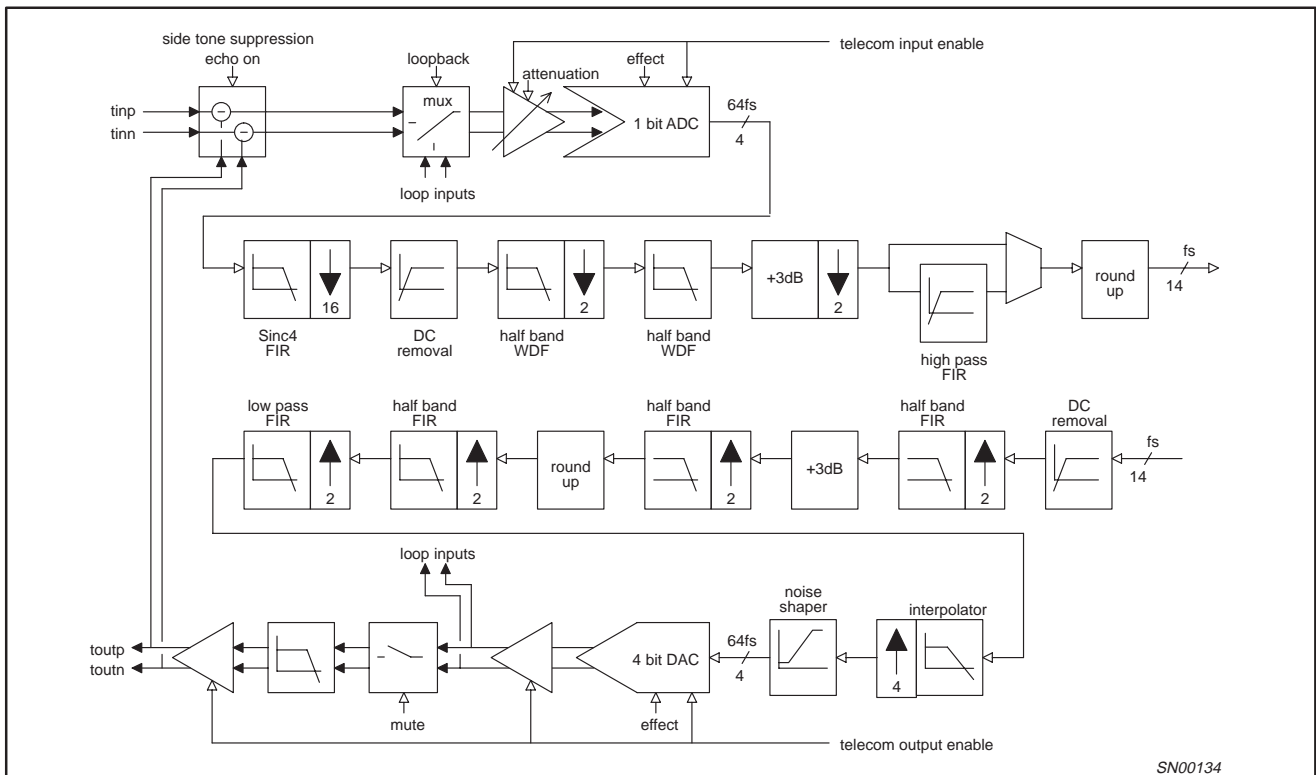 side tone suppression
echo on
loopback
attenuation
effect
telecom input enable
tinp
tinn
−
−
mux
1 bit ADC
64fs
4
loop inputs
16
2
+3dB
2
round
up
fs
14
Sinc4
FIR
DC
removal
half band
WDF
half band
WDF
high pass
FIR
low pass
FIR
half band
FIR
half band
FIR
half band
FIR
DC
removal
fs
14
2
2
round
up
2
+3dB
2
loop inputs
noise
shaper
interpolator
toutp
toutn
4 bit DAC
64fs
4
4
mute
effect
telecom output enable
SN00134